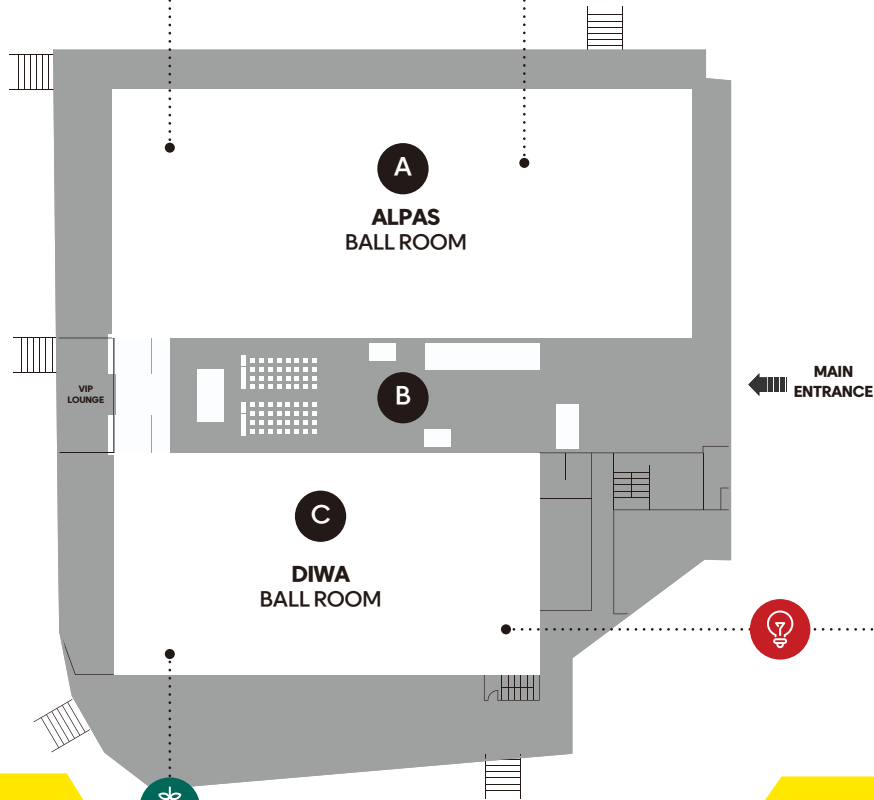 A
ALPAS
BALL ROOM
MAIN
ENTRANCE
VIP
LOUNGE
B
C
DIWA
BALL ROOM